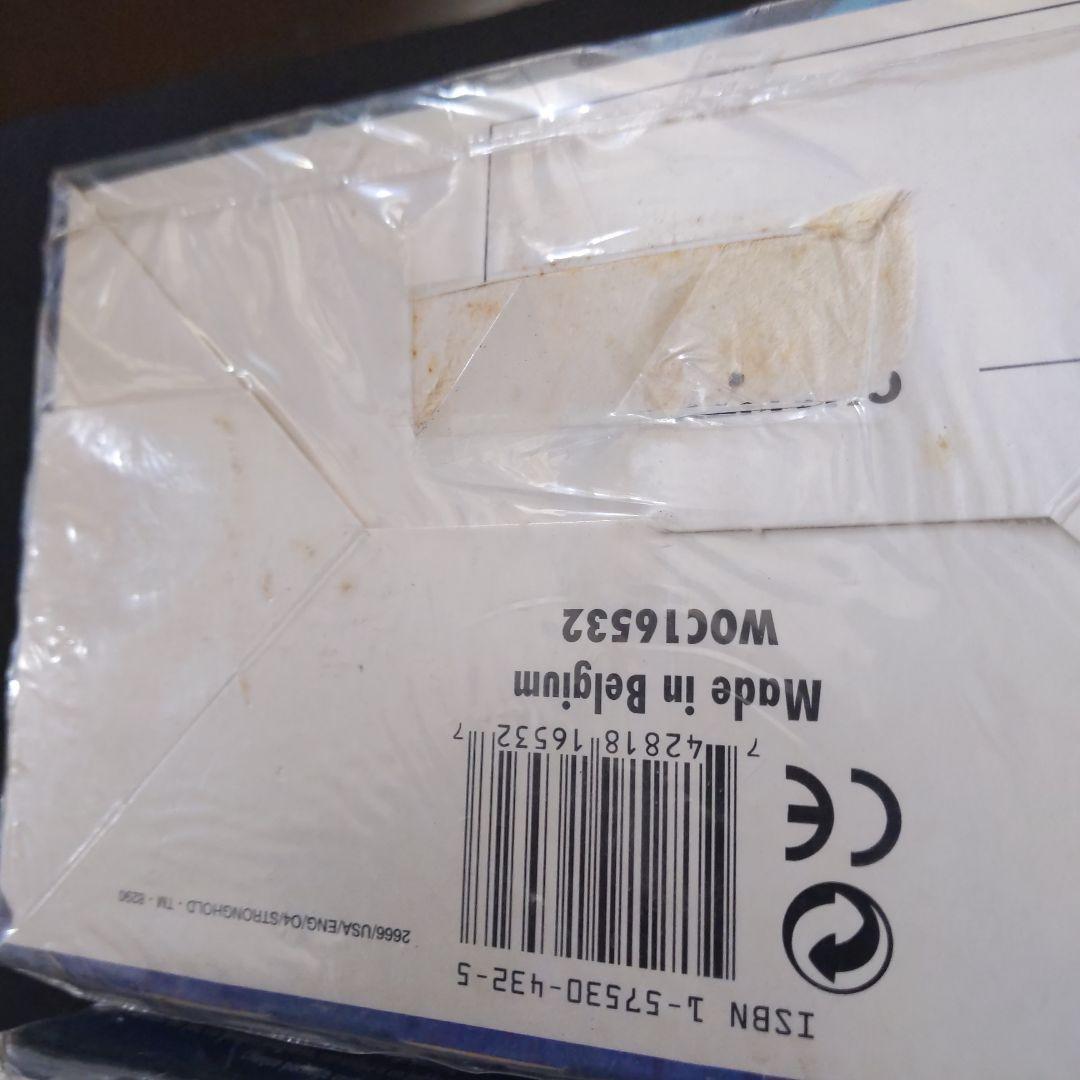 WOC16532
Made in Belgium
7 42818 16532 7
CE
2666/USA/ENG/04/STRONGHOLD - TM - 8290
ISBN 1-57530-432-5